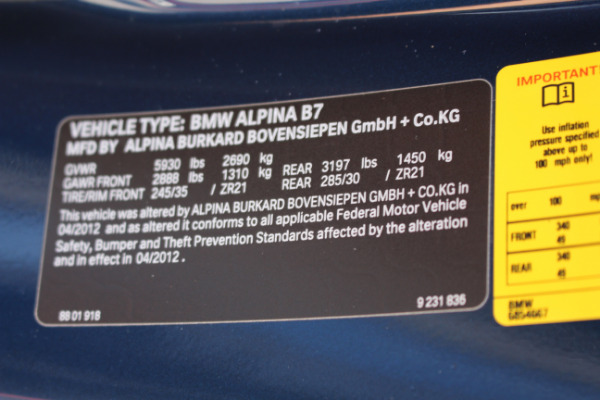 VEHICLE TYPE: BMW ALPINA B7
MFD BY ALPINA BURKARD BOVENSIEPEN GmbH + Co.KG
GVWR 5930 lbs 2690 kg
GAWR FRONT 2888 lbs 1310 kg REAR 3197 lbs 1450 kg
TIRE/RIM FRONT 245/35 / ZR21 REAR 285/30 / ZR21
This vehicle was altered by ALPINA BURKARD BOVENSIEPEN GMBH + CO.KG in
04/2012 and as altered it conforms to all applicable Federal Motor Vehicle
Safety, Bumper and Theft Prevention Standards affected by the alteration
and in effect in 04/2012 .
88 01 918
9 231 836
IMPORTANT
i
Use inflation
pressure specified
above up to
100 mph only!
over 100
FRONT 340
49
REAR 340
49
BMW
6854667